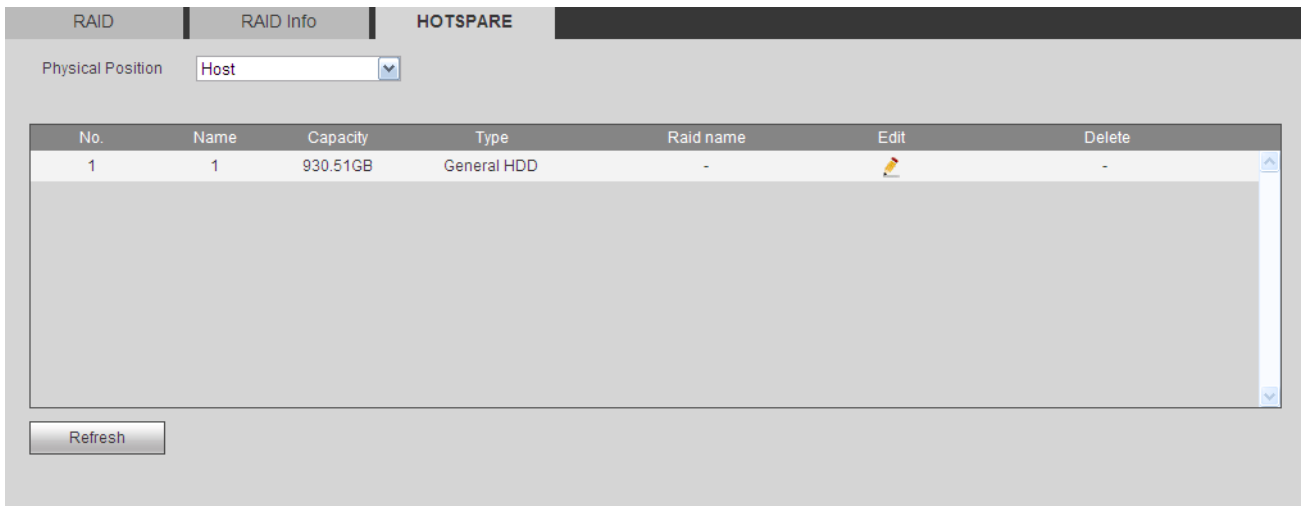 RAID RAID Info HOTSPARE
Physical Position Host
No. Name Capacity Type Raid name Edit Delete
1 1 930.51GB General HDD - -
Refresh